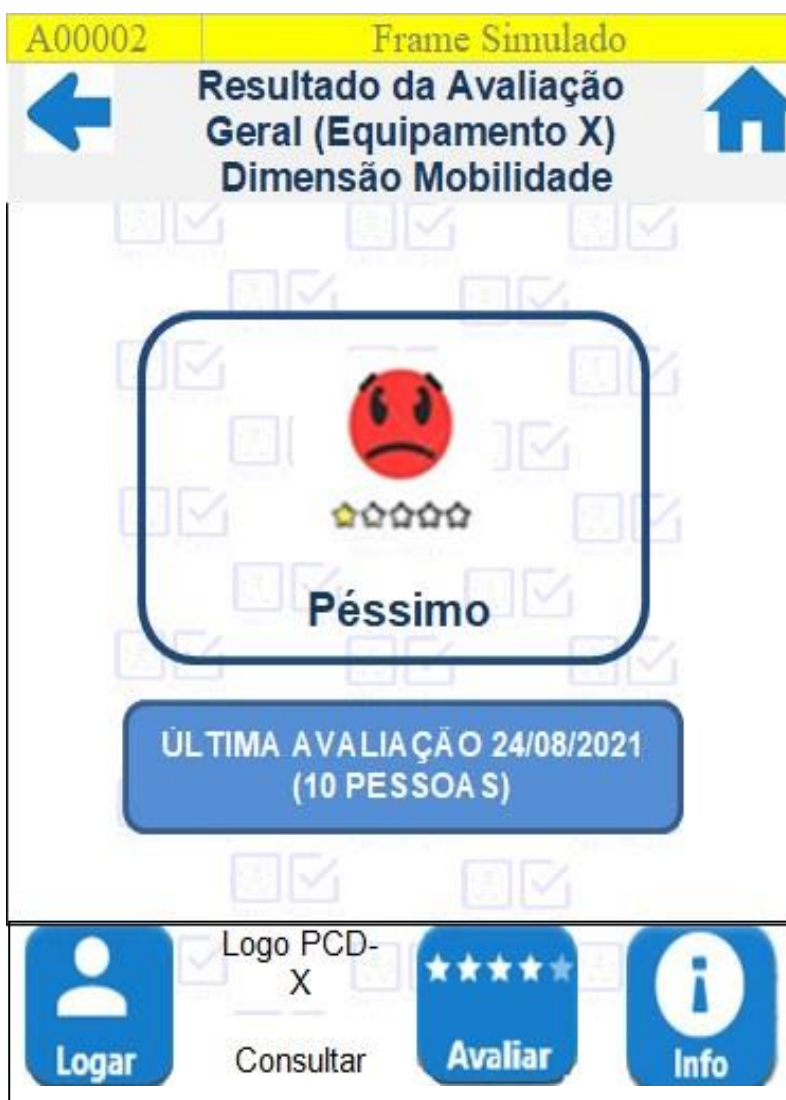 A00002 Frame Simulado
Resultado da Avaliação
Geral (Equipamento X)
Dimensão Mobilidade
Péssimo
ÚLTIMA AVALIAÇÃO 24/08/2021
(10 PESSOAS)
Logo PCD-
X
Logar
Consultar
Avaliar
Info